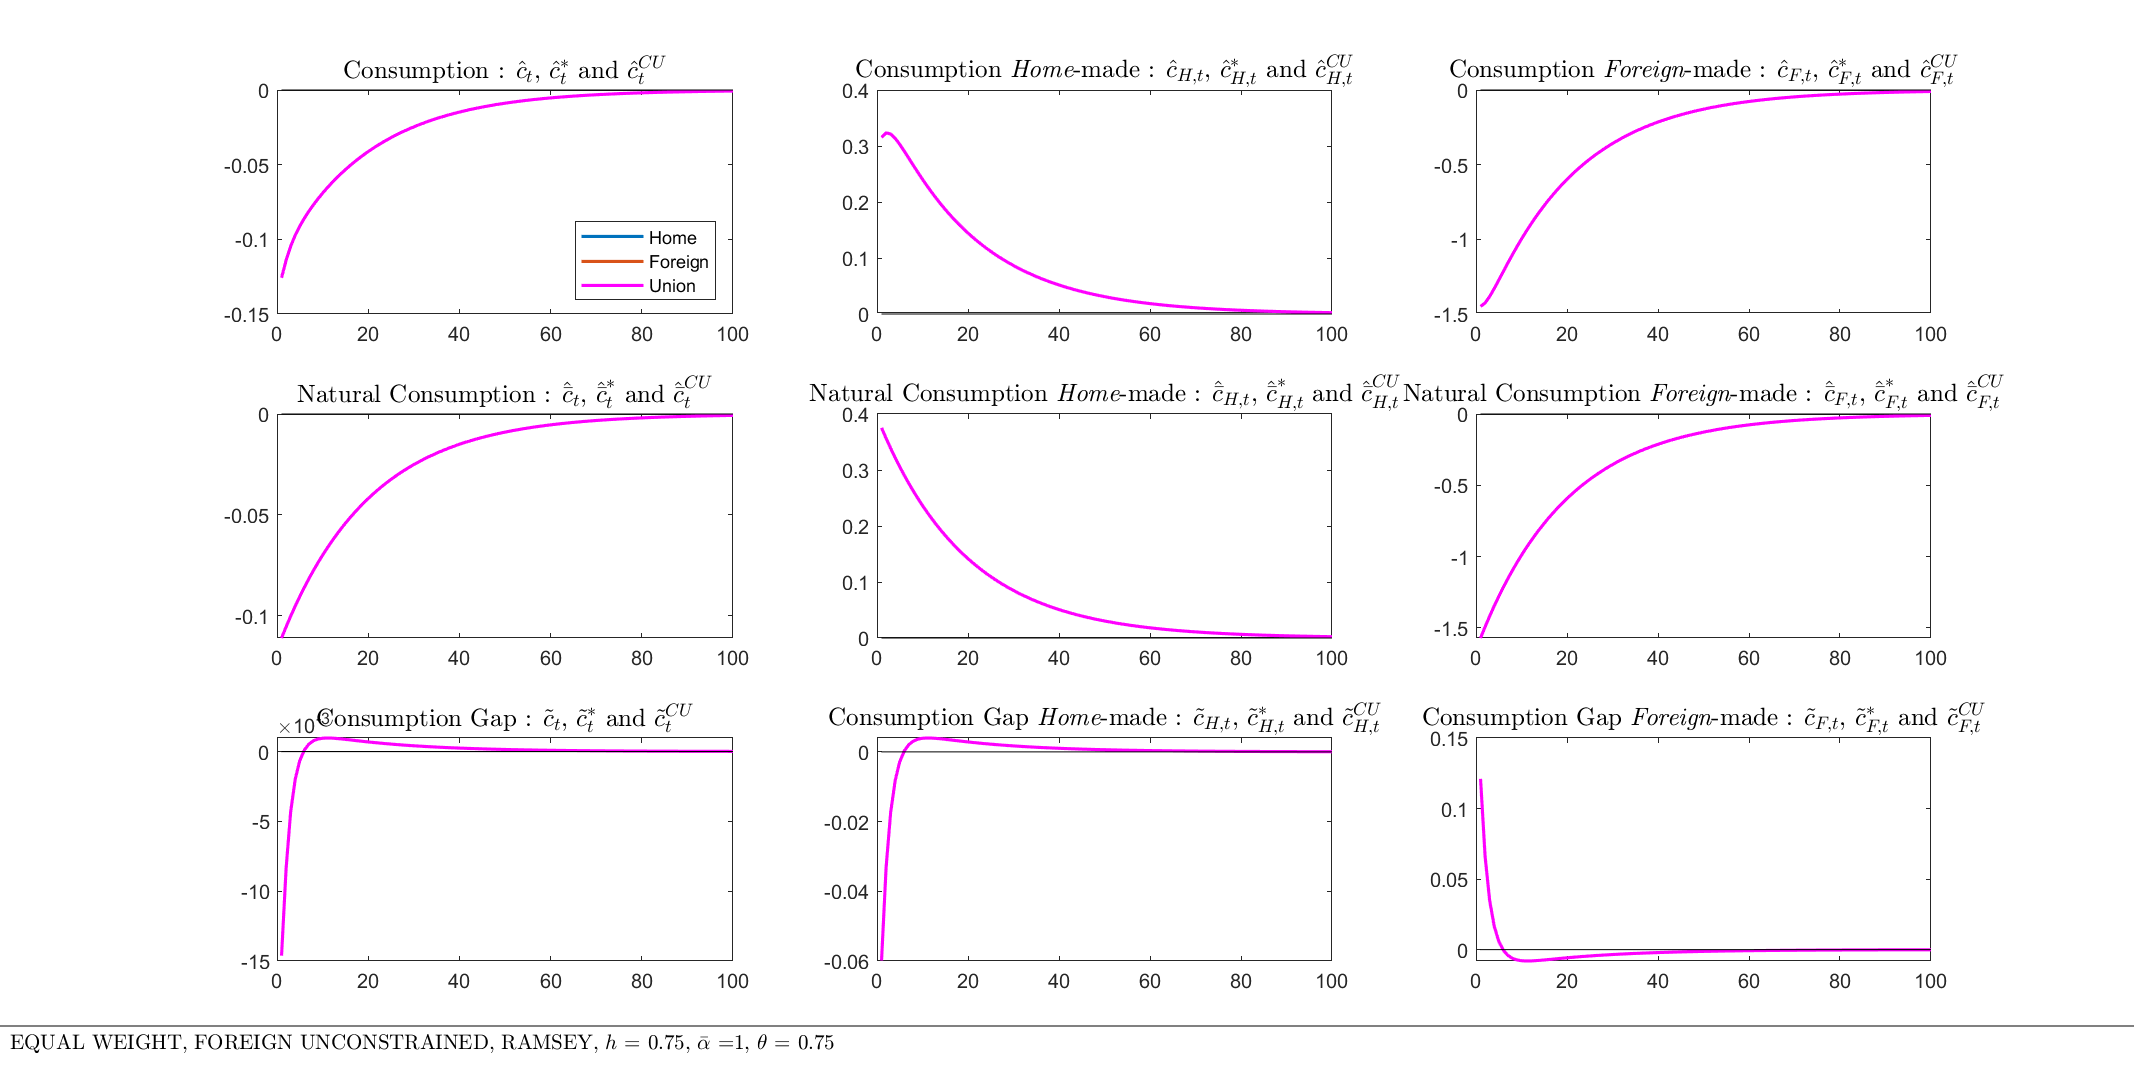 Consumption : ĉ_t, ĉ*_t and ĉ^CU_t
0
-0.05
-0.1
-0.15
0 20 40 60 80 100
Home
Foreign
Union
Consumption Home-made : ĉ_H,t, ĉ*_H,t and ĉ^CU_H,t
0.4
0.3
0.2
0.1
0
0 20 40 60 80 100
Consumption Foreign-made : ĉ_F,t, ĉ*_F,t and ĉ^CU_F,t
0
-0.5
-1
-1.5
0 20 40 60 80 100
Natural Consumption : c̄̂_t, c̄̂*_t and c̄̂^CU_t
0
-0.05
-0.1
0 20 40 60 80 100
Natural Consumption Home-made : c̄̂_H,t, c̄̂*_H,t and c̄̂^CU_H,t
0.4
0.3
0.2
0.1
0
0 20 40 60 80 100
Natural Consumption Foreign-made : c̄̂_F,t, c̄̂*_F,t and c̄̂^CU_F,t
0
-0.5
-1
-1.5
0 20 40 60 80 100
Consumption Gap : c̃_t, c̃*_t and c̃^CU_t
×10^-3
0
-5
-10
-15
0 20 40 60 80 100
Consumption Gap Home-made : c̃_H,t, c̃*_H,t and c̃^CU_H,t
0
-0.02
-0.04
-0.06
0 20 40 60 80 100
Consumption Gap Foreign-made : c̃_F,t, c̃*_F,t and c̃^CU_F,t
0.15
0.1
0.05
0
0 20 40 60 80 100
EQUAL WEIGHT, FOREIGN UNCONSTRAINED, RAMSEY, h = 0.75, ᾱ =1, θ = 0.75